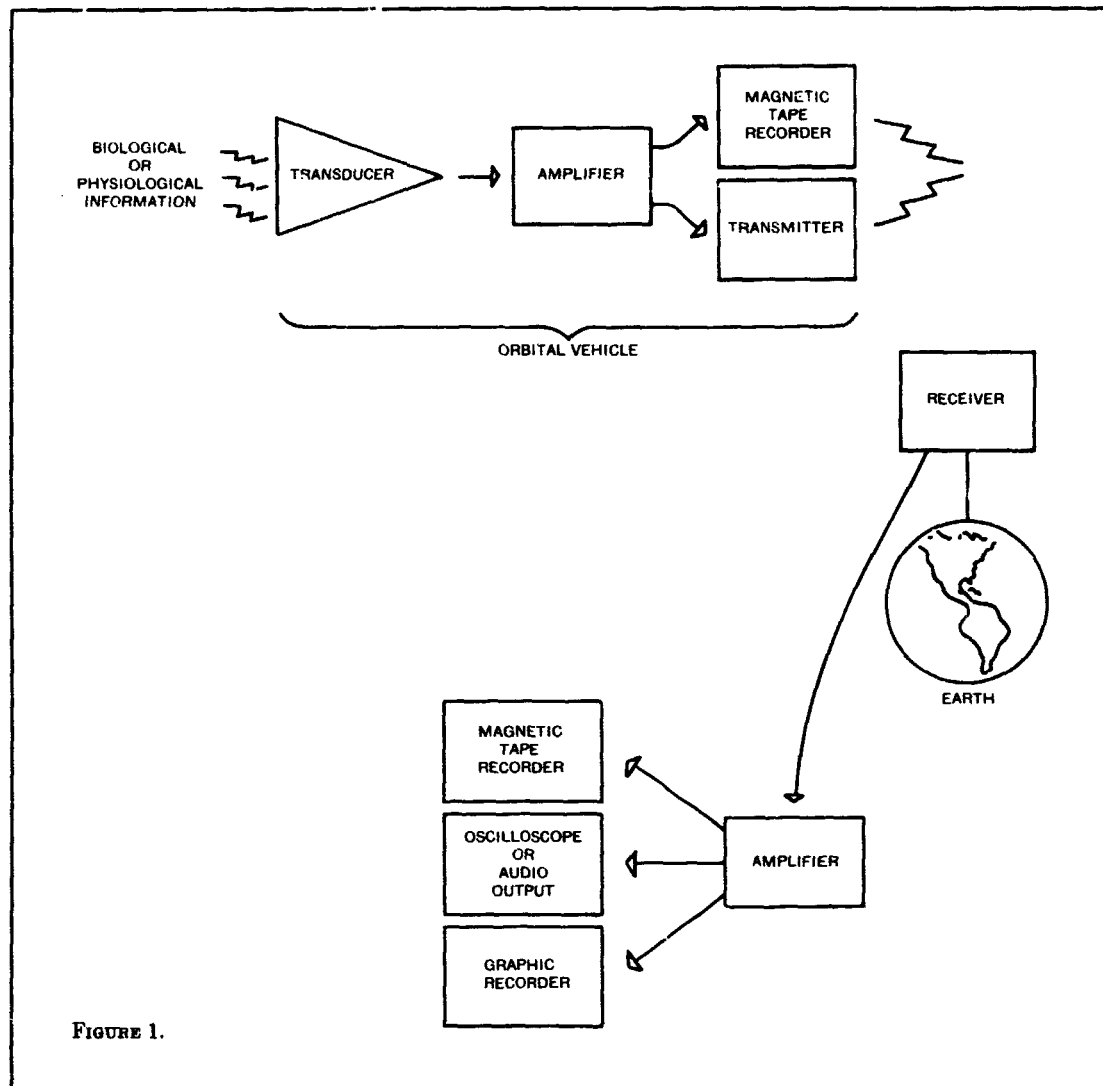 BIOLOGICAL
OR
PHYSIOLOGICAL
INFORMATION
TRANSDUCER
AMPLIFIER
MAGNETIC
TAPE
RECORDER
TRANSMITTER
ORBITAL VEHICLE
RECEIVER
EARTH
MAGNETIC
TAPE
RECORDER
OSCILLOSCOPE
OR
AUDIO
OUTPUT
GRAPHIC
RECORDER
AMPLIFIER
FIGURE 1.